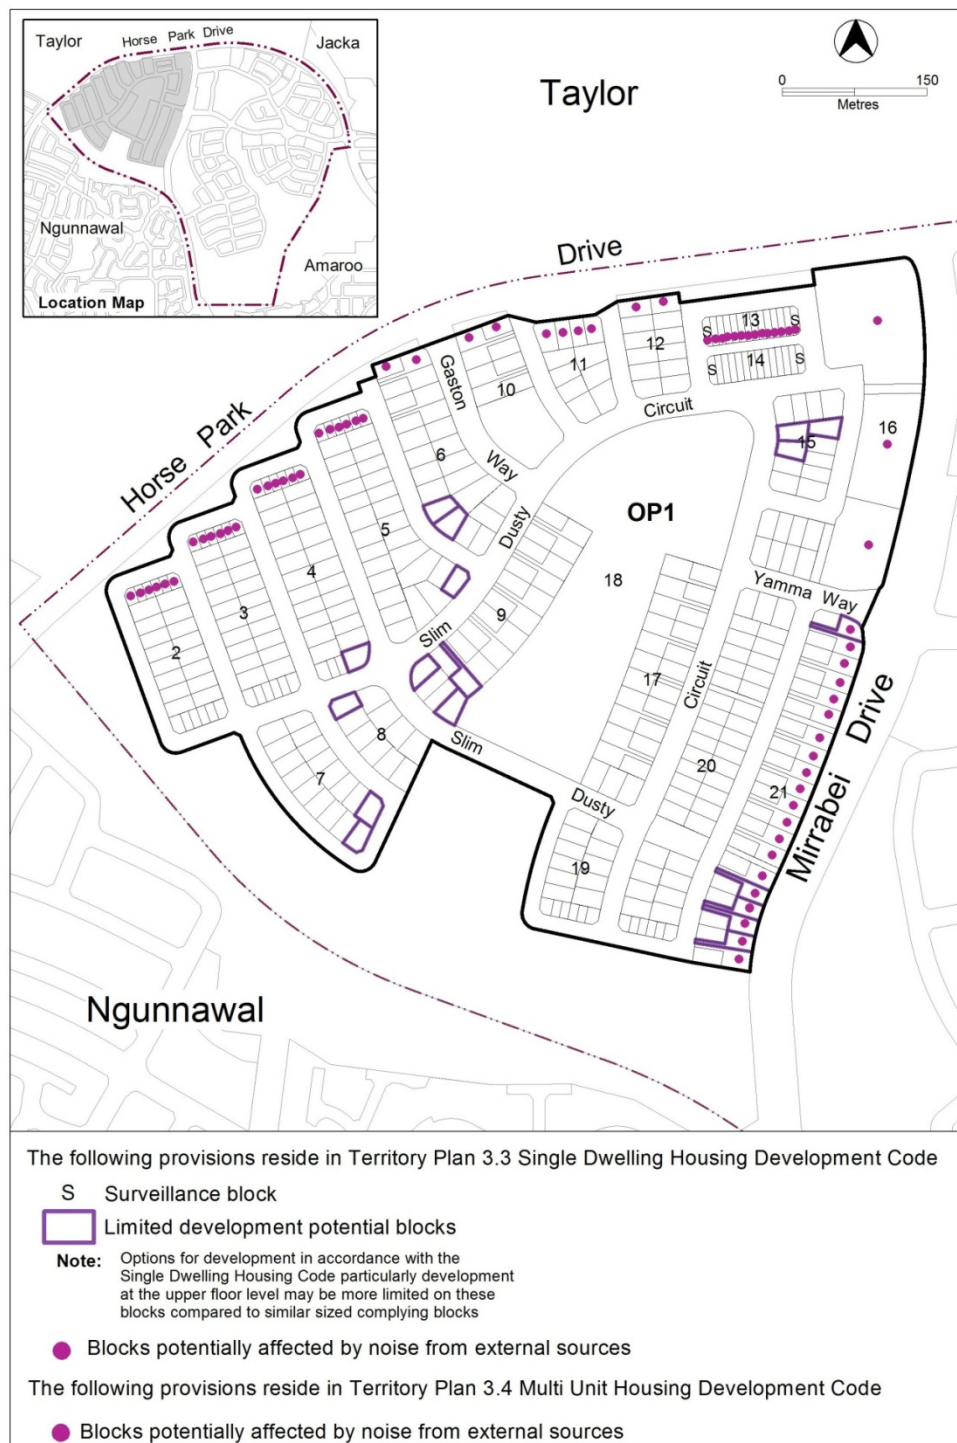 Taylor
Horse Park Drive
Jacka
Ngunnawal
Amaroo
Location Map
Taylor
0 150
Metres
Horse Park Drive
Gaston Way
Circuit
Dusty
OP1
Slim
Slim
Yamma Way
Circuit
Dusty
Mirrabei Drive
2
3
4
5
6
7
8
9
10
11
12
S 13 S
S 14 S
15
16
17
18
19
20
21
Ngunnawal
The following provisions reside in Territory Plan 3.3 Single Dwelling Housing Development Code
S Surveillance block
Limited development potential blocks
Note: Options for development in accordance with the
Single Dwelling Housing Code particularly development
at the upper floor level may be more limited on these
blocks compared to similar sized complying blocks
Blocks potentially affected by noise from external sources
The following provisions reside in Territory Plan 3.4 Multi Unit Housing Development Code
Blocks potentially affected by noise from external sources